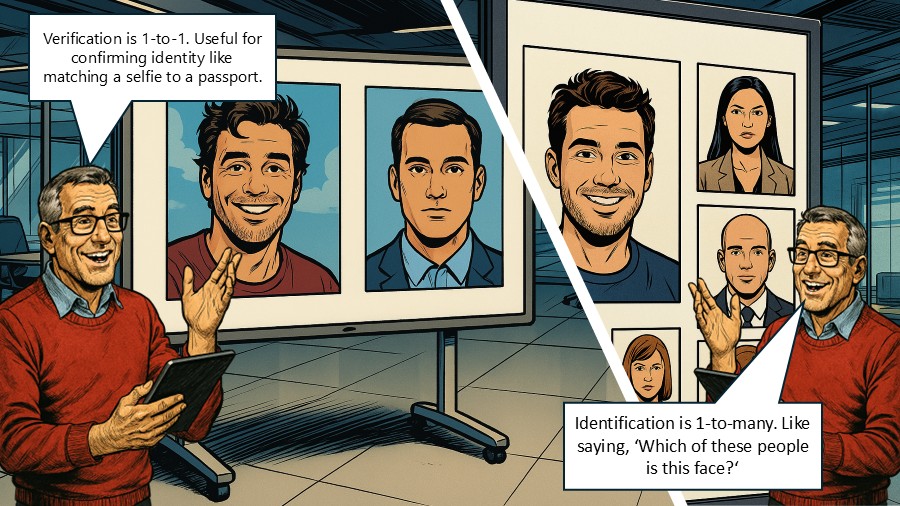 Verification is 1-to-1. Useful for
confirming identity like
matching a selfie to a passport.
Identification is 1-to-many. Like
saying, ‘Which of these people
is this face?‘